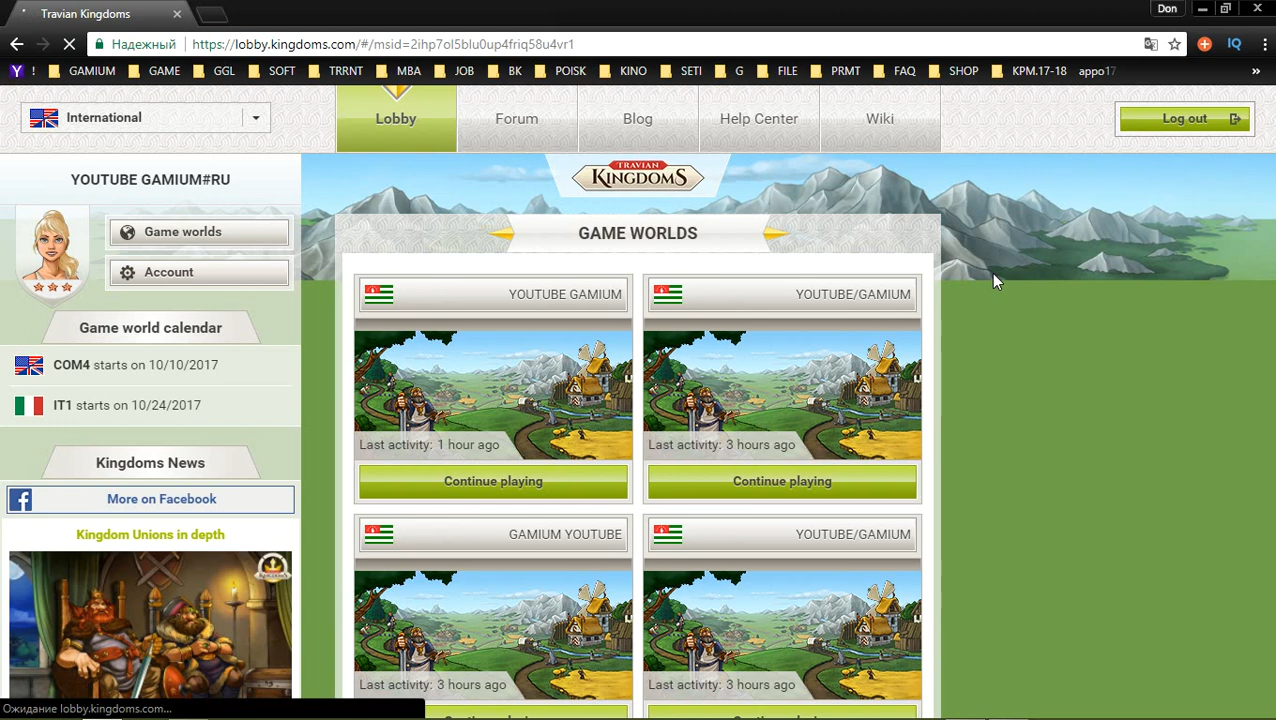 Travian Kingdoms
Don
Надежный
https://lobby.kingdoms.com/#/msid=2ihp7ol5blu0up4friq58u4vr1
IQ
Y ! GAMIUM GAME GGL SOFT TRRNT MBA JOB BK POISK KINO SETI G FILE PRMT FAQ SHOP KPM.17-18 appo17 »
International
Lobby
Forum
Blog
Help Center
Wiki
Log out
YOUTUBE GAMIUM#RU
Game worlds
Account
Game world calendar
COM4 starts on 10/10/2017
IT1 starts on 10/24/2017
Kingdoms News
More on Facebook
Kingdom Unions in depth
TRAVIAN
KINGDOMS
GAME WORLDS
YOUTUBE GAMIUM
Last activity: 1 hour ago
Continue playing
YOUTUBE/GAMIUM
Last activity: 3 hours ago
Continue playing
GAMIUM YOUTUBE
Last activity: 3 hours ago
YOUTUBE/GAMIUM
Last activity: 3 hours ago
Ожидание lobby.kingdoms.com...